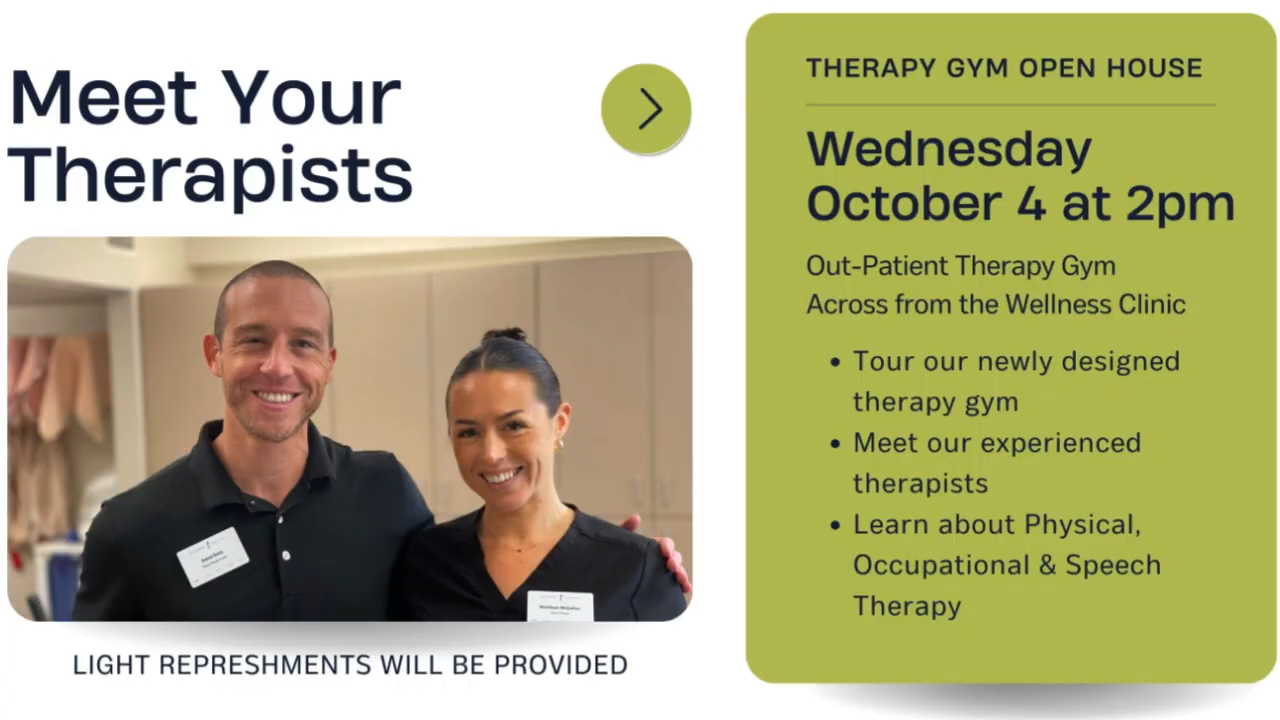 Meet Your
Therapists
LIGHT REPRESHMENTS WILL BE PROVIDED
THERAPY GYM OPEN HOUSE
Wednesday
October 4 at 2pm
Out-Patient Therapy Gym
Across from the Wellness Clinic
• Tour our newly designed
therapy gym
• Meet our experienced
therapists
• Learn about Physical,
Occupational & Speech
Therapy